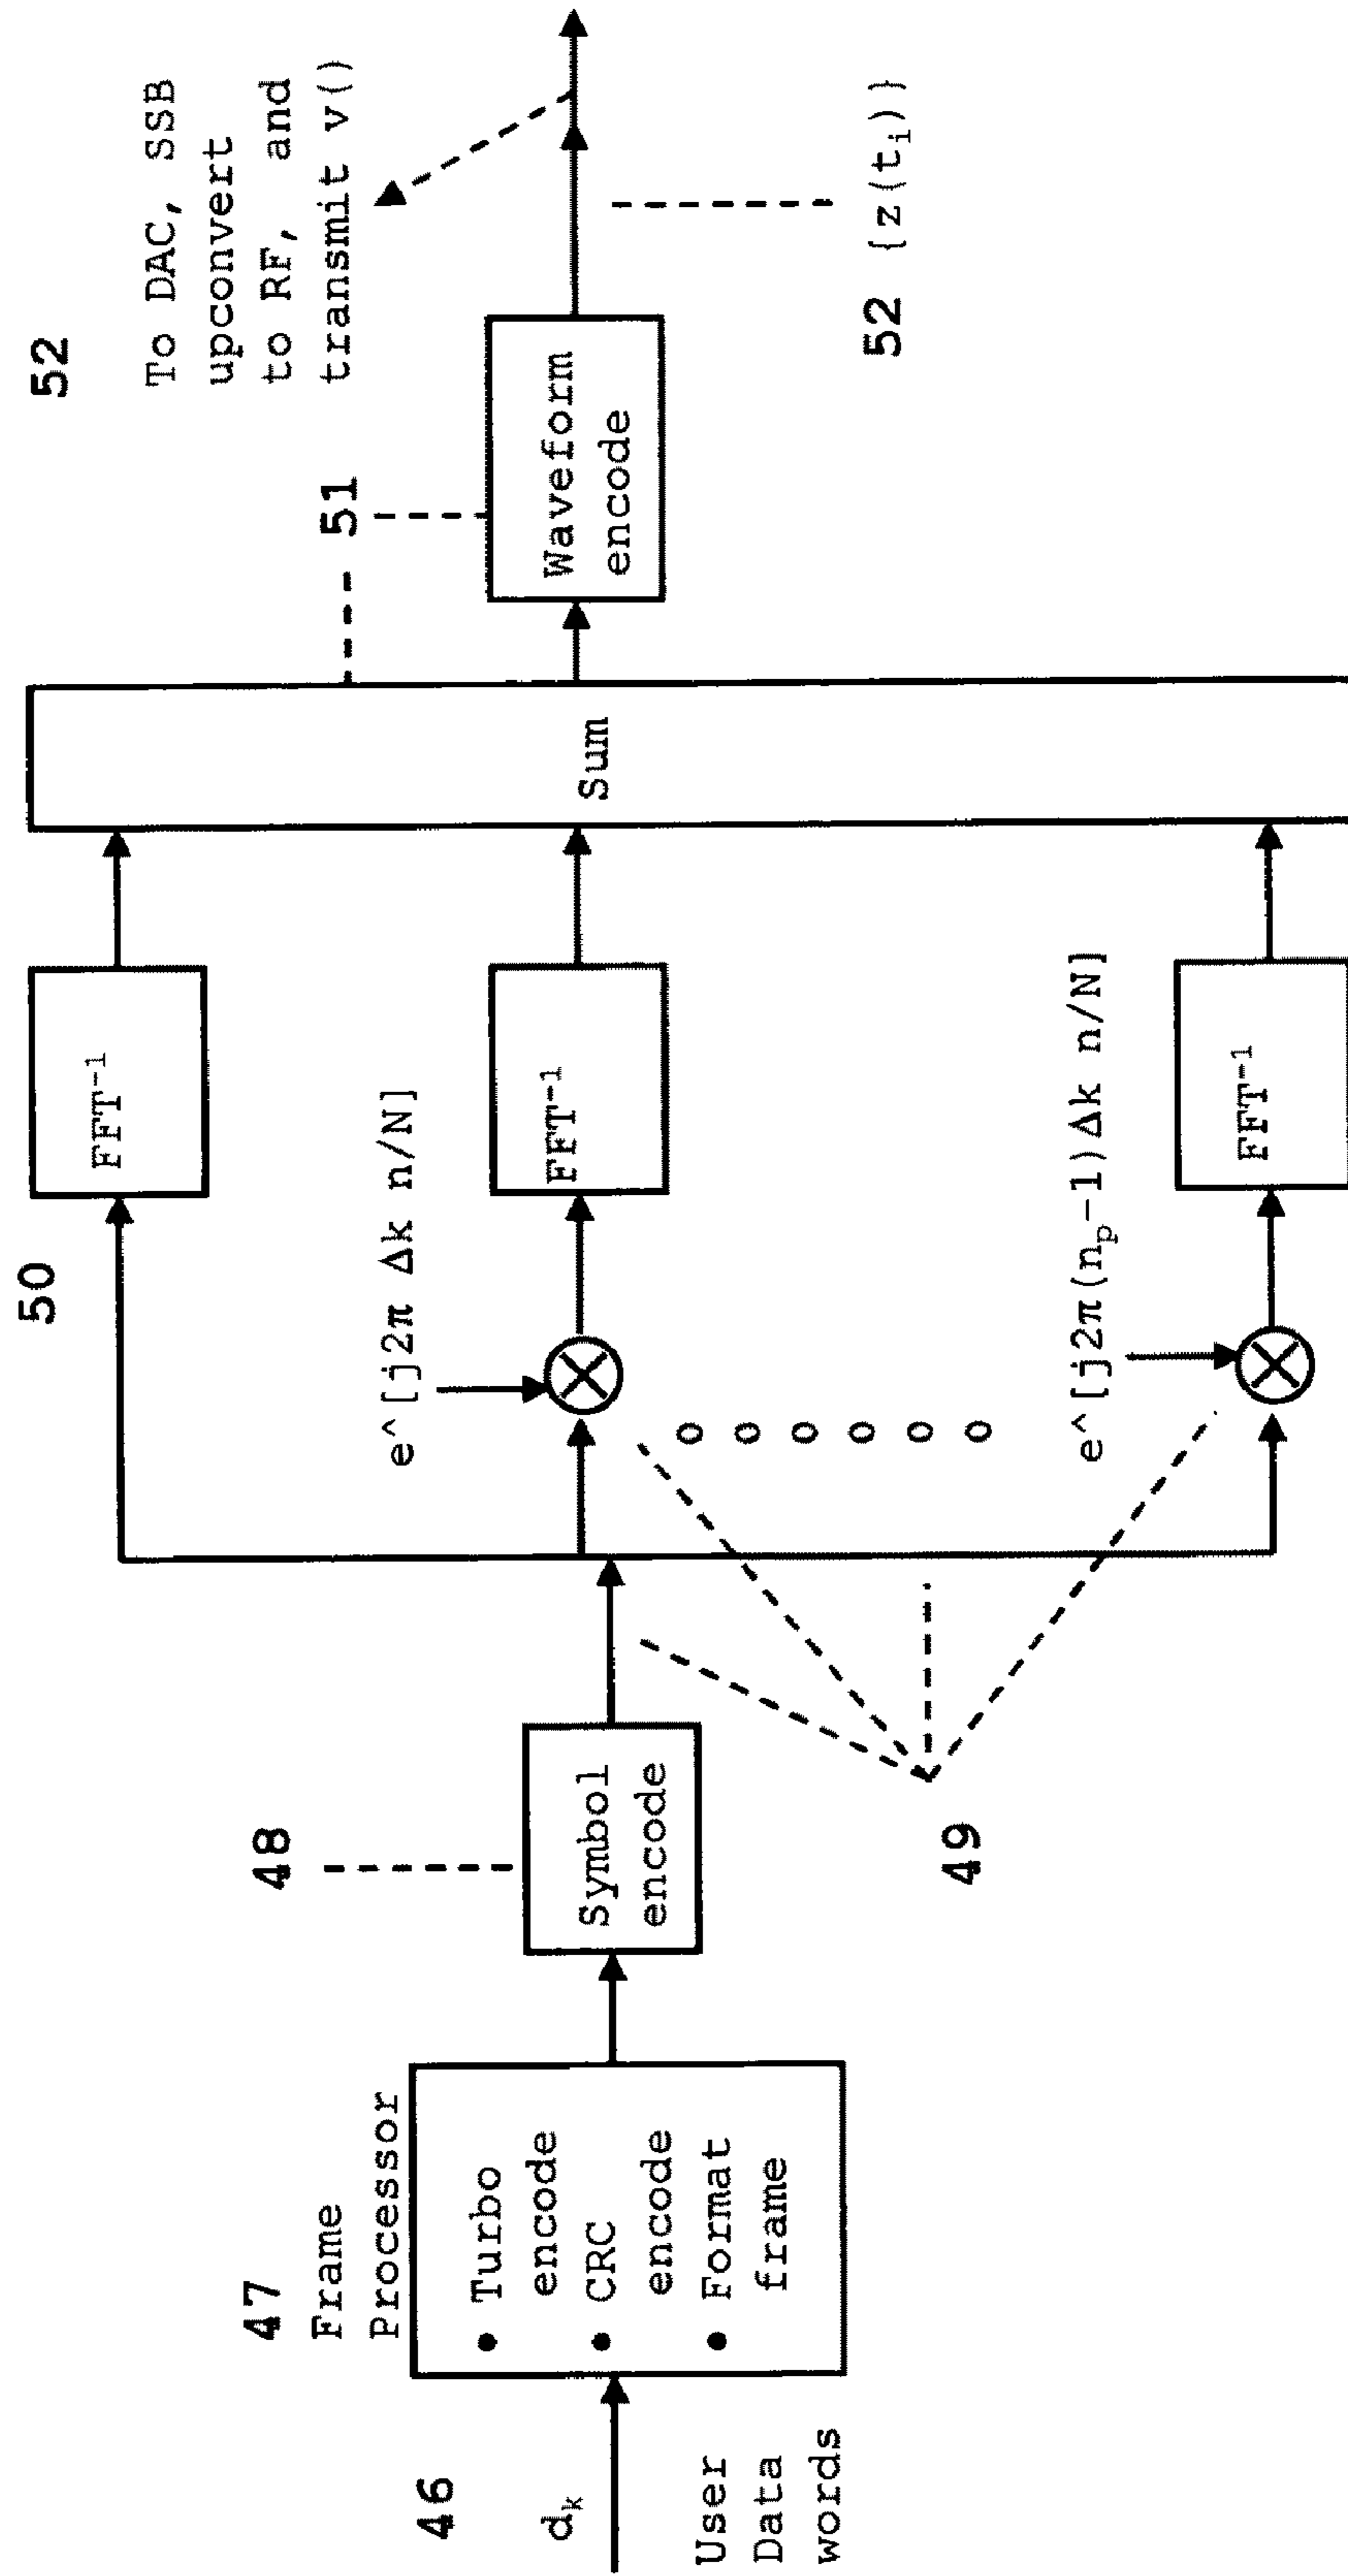 46
d_k
User
Data
words
47
Frame
Processor
• Turbo
encode
• CRC
encode
• Format
frame
48
Symbol
encode
49
50
FFT⁻¹
e^[j2π Δk n/N]
FFT⁻¹
o o o o o o
e^[j2π(n_p-1)Δk n/N]
FFT⁻¹
Sum
51
Waveform
encode
52
To DAC, SSB
upconvert
to RF, and
transmit v()
52 {z(t_i)}